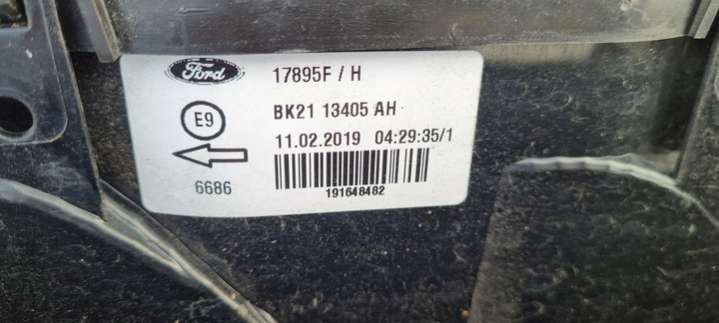 Ford 17895F / H
E9 BK21 13405 AH
11.02.2019 04:29:35/1
6686
191648482